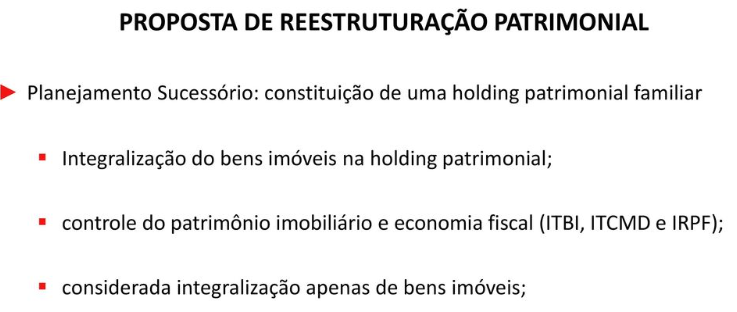 PROPOSTA DE REESTRUTURAÇÃO PATRIMONIAL
Planejamento Sucessório: constituição de uma holding patrimonial familiar
Integralização do bens imóveis na holding patrimonial;
controle do patrimônio imobiliário e economia fiscal (ITBI, ITCMD e IRPF);
considerada integralização apenas de bens imóveis;